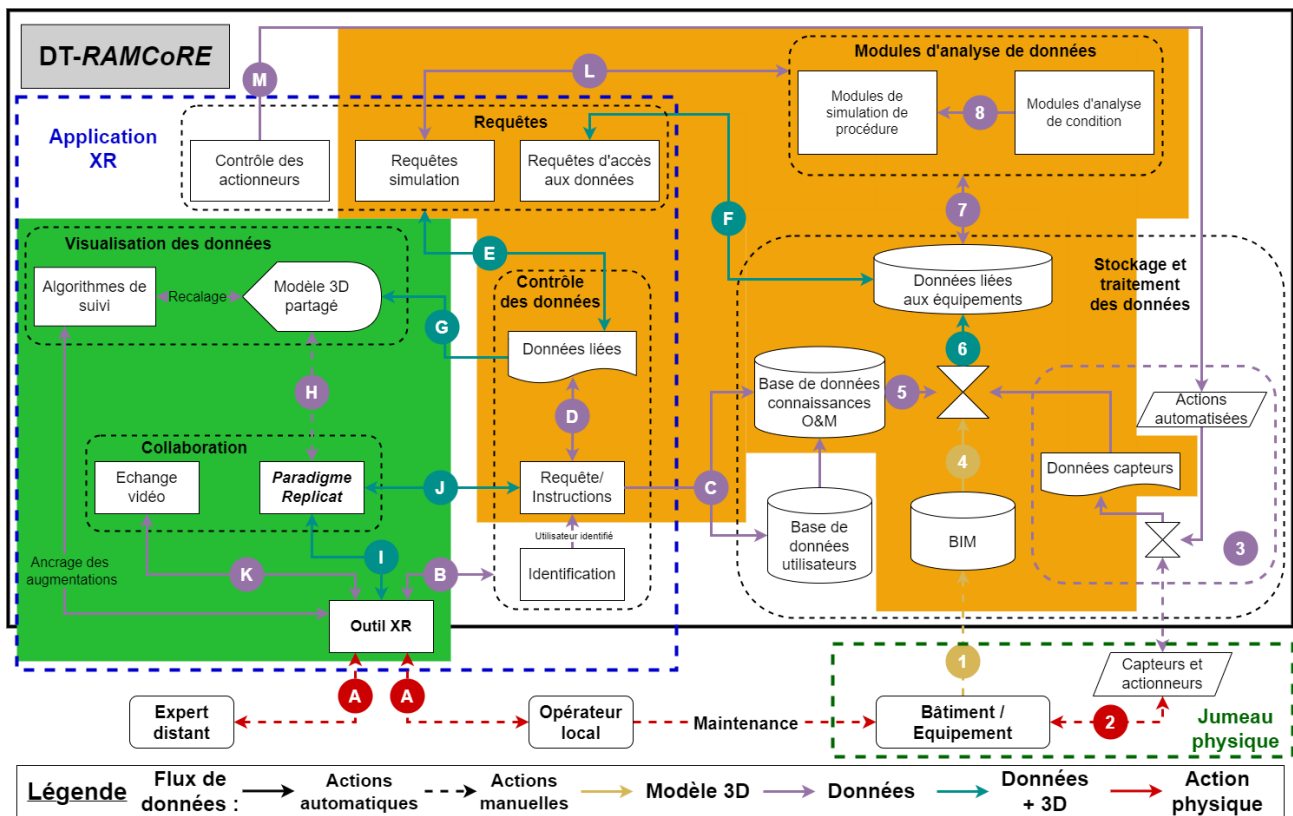 DT-RAMCoRE
M
L
Modules d'analyse de données
Modules de
simulation de
procédure
8
Modules d'analyse
de condition
Application
XR
Requêtes
Contrôle des
actionneurs
Requêtes
simulation
Requêtes d'accès
aux données
F
7
E
Visualisation des données
Algorithmes de
suivi
Recalage
Modèle 3D
partagé
G
Contrôle
des données
Données liées
Données liées
aux équipements
Stockage et
traitement
des données
6
H
D
Base de données
connaissances
O&M
5
Actions
automatisées
Collaboration
Echange
vidéo
Paradigme
Replicat
J
Requête/
Instructions
C
4
Données capteurs
Utilisateur identifié
Base de
données
utilisateurs
BIM
3
Ancrage des
augmentations
K
I
B
Identification
Outil XR
1
A
A
Capteurs et
actionneurs
Expert
distant
Opérateur
local
Maintenance
Bâtiment /
Equipement
2
Jumeau
physique
Légende
Flux de
données :
Actions
automatiques
Actions
manuelles
Modèle 3D
Données
Données
+ 3D
Action
physique